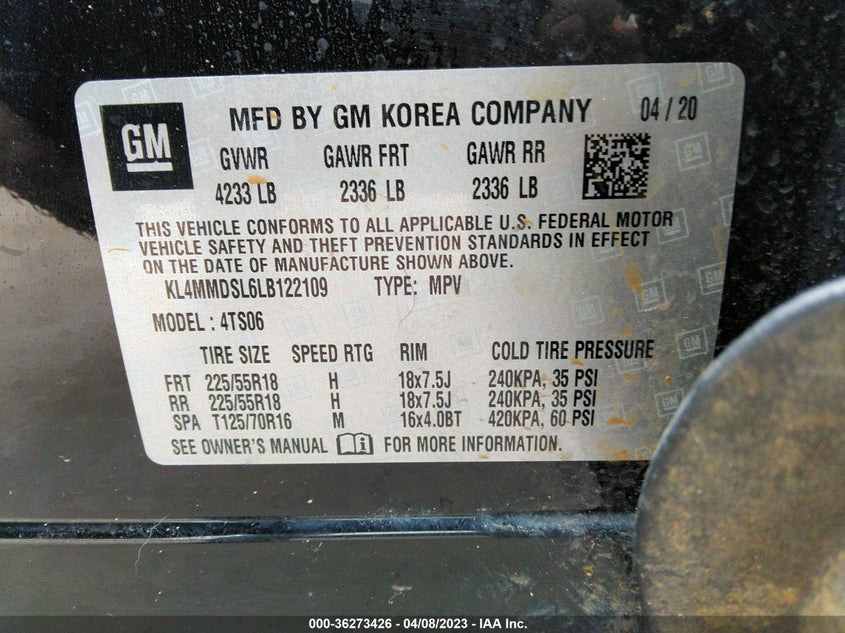 GM
MFD BY GM KOREA COMPANY 04 / 20
GVWR GAWR FRT GAWR RR
4233 LB 2336 LB 2336 LB
THIS VEHICLE CONFORMS TO ALL APPLICABLE U.S. FEDERAL MOTOR
VEHICLE SAFETY AND THEFT PREVENTION STANDARDS IN EFFECT
ON THE DATE OF MANUFACTURE SHOWN ABOVE.
KL4MMDSL6LB122109 TYPE: MPV
MODEL : 4TS06
TIRE SIZE SPEED RTG RIM COLD TIRE PRESSURE
FRT 225/55R18 H 18x7.5J 240KPA, 35 PSI
RR 225/55R18 H 18x7.5J 240KPA, 35 PSI
SPA T125/70R16 M 16x4.0BT 420KPA, 60 PSI
SEE OWNER'S MANUAL FOR MORE INFORMATION.
000-36273426 - 04/08/2023 - IAA Inc.